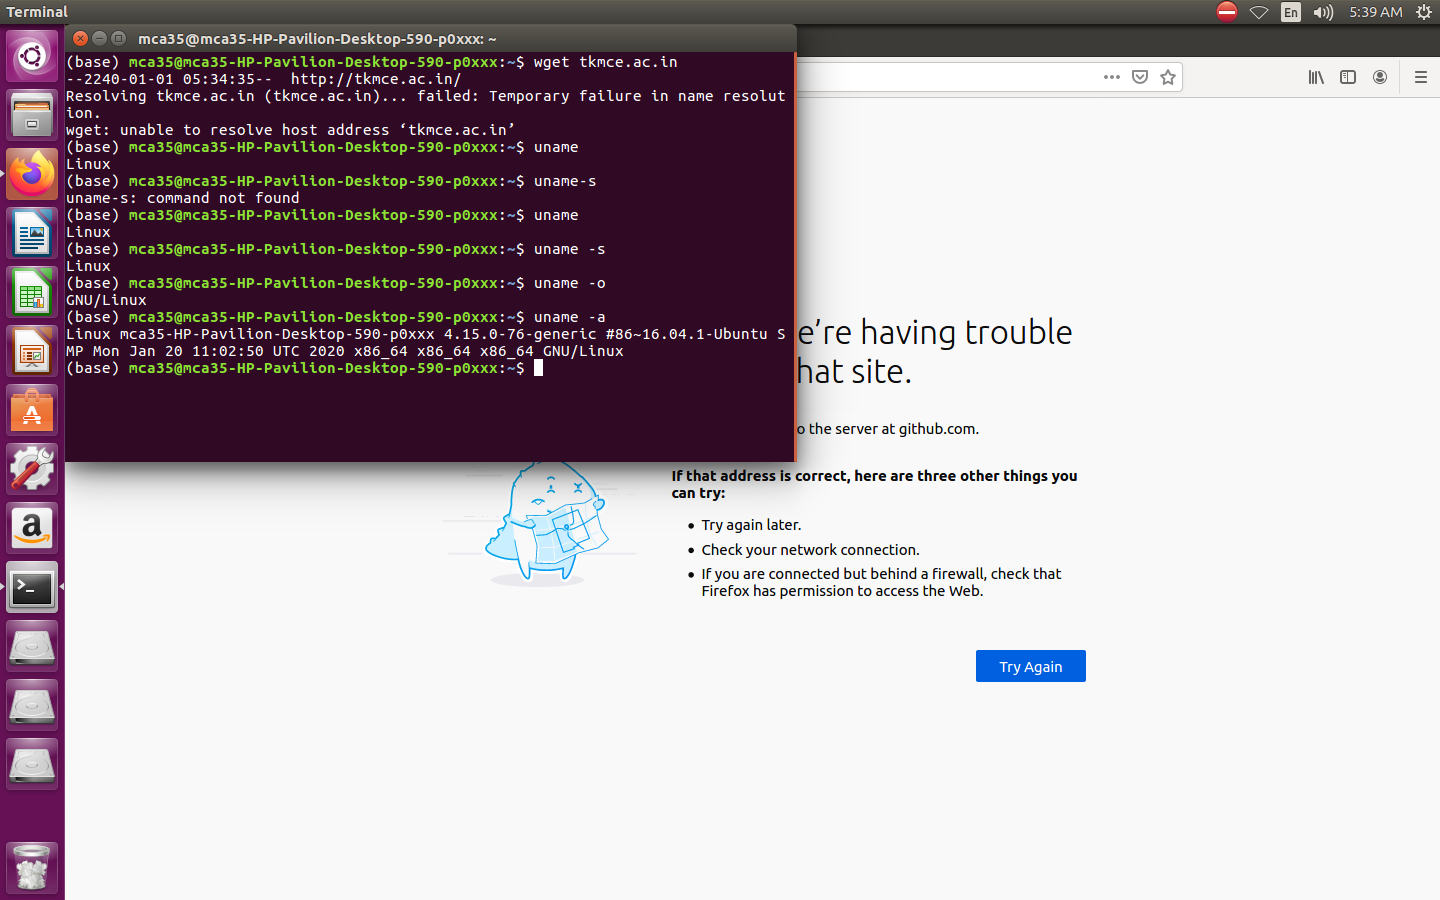 Terminal
En
5:39 AM
mca35@mca35-HP-Pavilion-Desktop-590-p0xxx: ~
(base) mca35@mca35-HP-Pavilion-Desktop-590-p0xxx:~$ wget tkmce.ac.in
--2240-01-01 05:34:35--  http://tkmce.ac.in/
Resolving tkmce.ac.in (tkmce.ac.in)... failed: Temporary failure in name resolut
ion.
wget: unable to resolve host address ‘tkmce.ac.in’
(base) mca35@mca35-HP-Pavilion-Desktop-590-p0xxx:~$ uname
Linux
(base) mca35@mca35-HP-Pavilion-Desktop-590-p0xxx:~$ uname-s
uname-s: command not found
(base) mca35@mca35-HP-Pavilion-Desktop-590-p0xxx:~$ uname
Linux
(base) mca35@mca35-HP-Pavilion-Desktop-590-p0xxx:~$ uname -s
Linux
(base) mca35@mca35-HP-Pavilion-Desktop-590-p0xxx:~$ uname -o
GNU/Linux
(base) mca35@mca35-HP-Pavilion-Desktop-590-p0xxx:~$ uname -a
Linux mca35-HP-Pavilion-Desktop-590-p0xxx 4.15.0-76-generic #86~16.04.1-Ubuntu S
MP Mon Jan 20 11:02:50 UTC 2020 x86_64 x86_64 x86_64 GNU/Linux
(base) mca35@mca35-HP-Pavilion-Desktop-590-p0xxx:~$
e’re having trouble
hat site.
o the server at github.com.
If that address is correct, here are three other things you
can try:
• Try again later.
• Check your network connection.
• If you are connected but behind a firewall, check that
Firefox has permission to access the Web.
Try Again